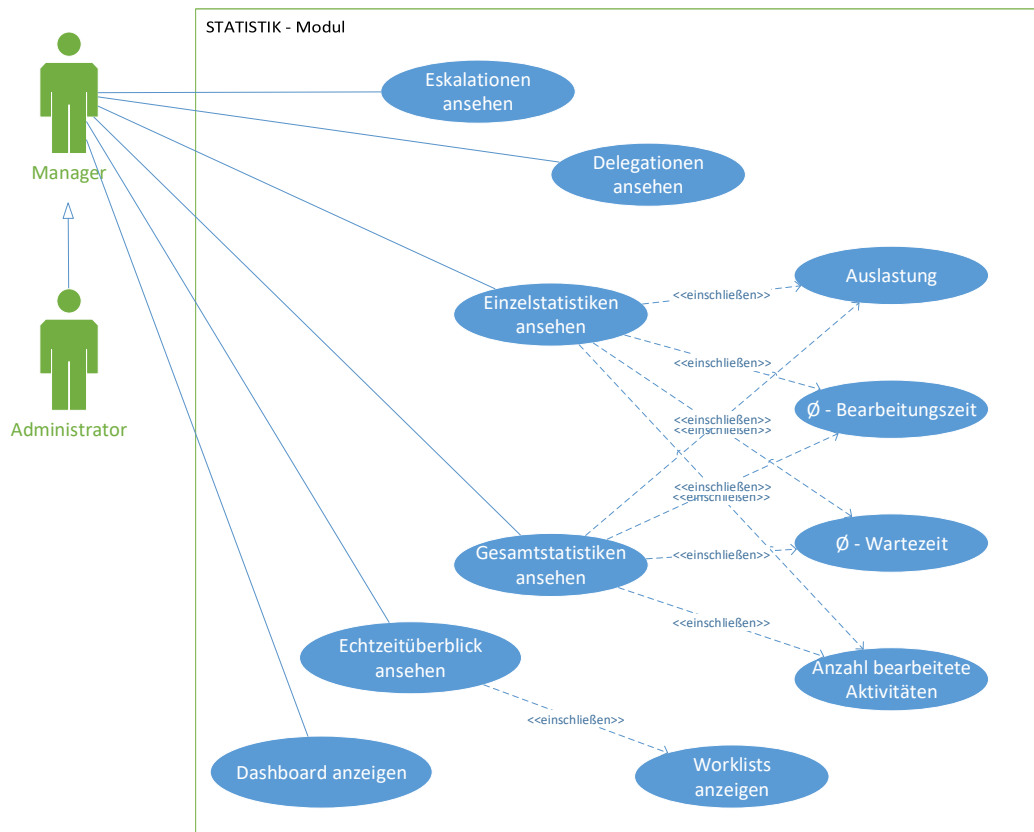 STATISTIK - Modul
Eskalationen
ansehen
Manager
Delegationen
ansehen
Auslastung
<<einschließen>>
Einzelstatistiken
ansehen
<<einschließen>>
Administrator
Ø - Bearbeitungszeit
<<einschließen>>
<<einschließen>>
<<einschließen>>
<<einschließen>>
Gesamtstatistiken
ansehen
<<einschließen>>
Ø - Wartezeit
<<einschließen>>
Echtzeitüberblick
ansehen
Anzahl bearbeitete
Aktivitäten
<<einschließen>>
Dashboard anzeigen
Worklists
anzeigen